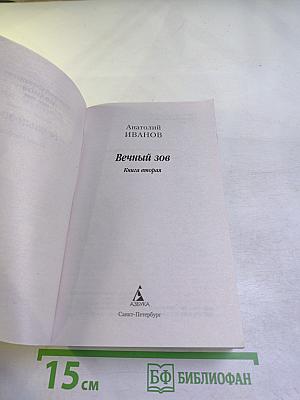 Анатолий
ИВАНОВ
Вечный зов
Книга вторая
АЗБУКА
Санкт-Петербург
15 см
БФ БИБЛИОФАН